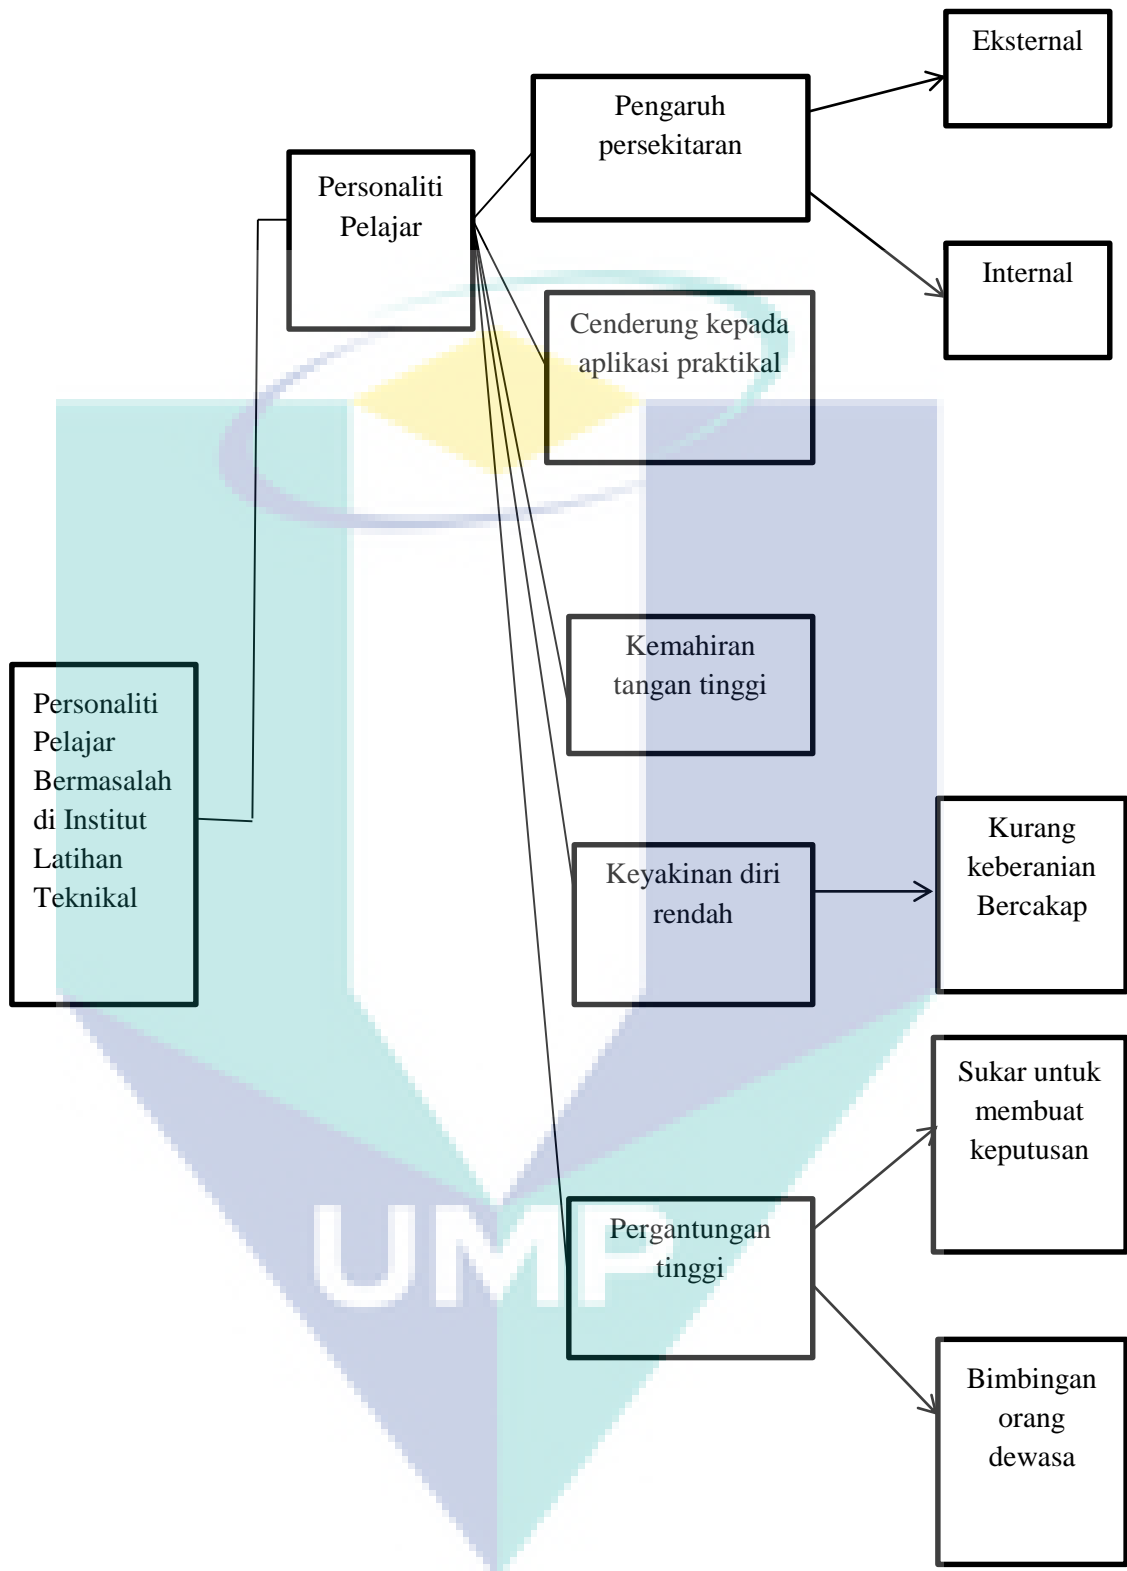 Eksternal
Pengaruh
persekitaran
Personaliti
Pelajar
Internal
Cenderung kepada
aplikasi praktikal
Kemahiran
tangan tinggi
Personaliti
Pelajar
Bermasalah
di Institut
Latihan
Teknikal
Keyakinan diri
rendah
Kurang
keberanian
Bercakap
Sukar untuk
membuat
keputusan
Pergantungan
tinggi
UMP
Bimbingan
orang
dewasa